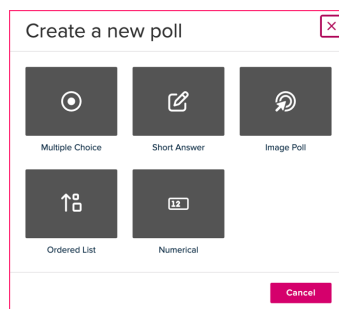 Create a new poll
Multiple Choice
Short Answer
Image Poll
12
Ordered List
Numerical
Cancel